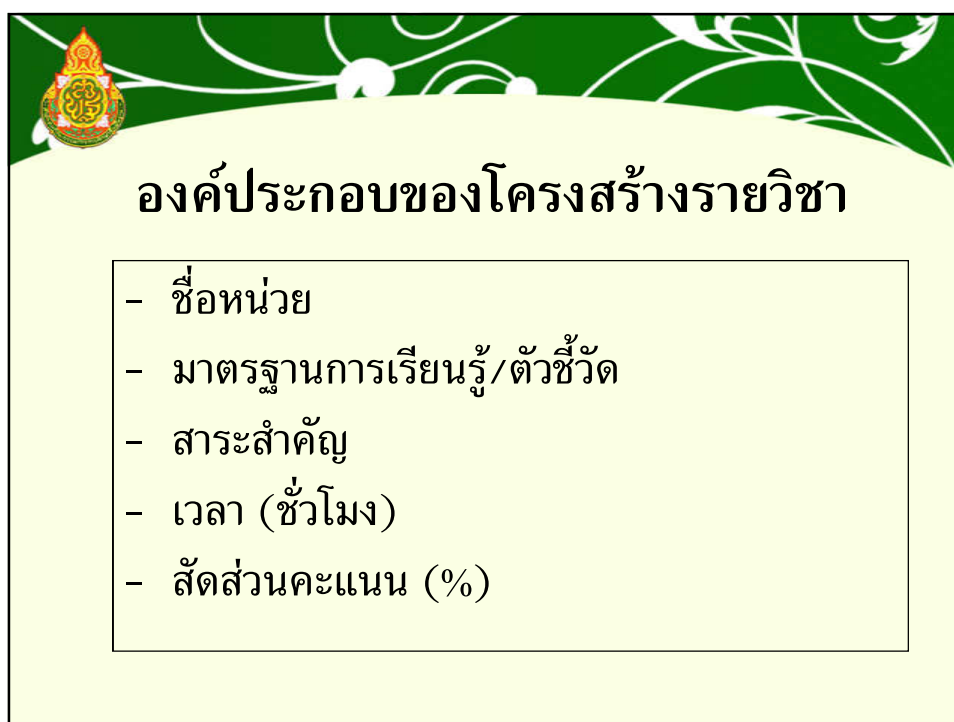 องค์ประกอบของโครงสร้างรายวิชา
- ชื่อหน่วย
- มาตรฐานการเรียนรู้/ตัวชี้วัด
- สาระสำคัญ
- เวลา (ชั่วโมง)
- สัดส่วนคะแนน (%)